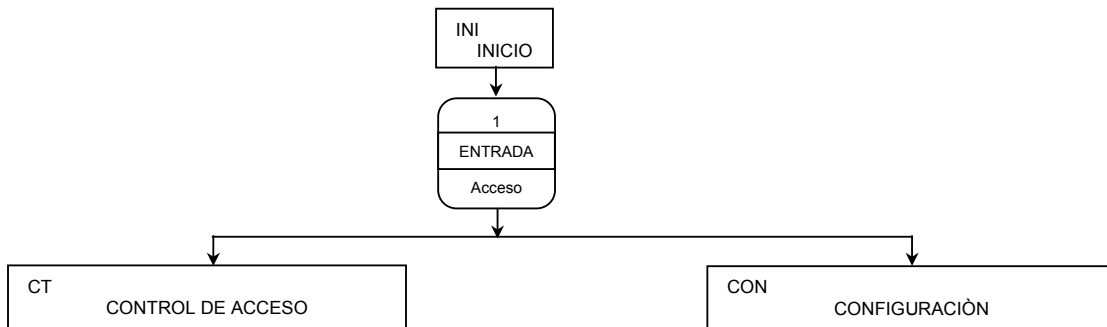 INI
INICIO
1
ENTRADA
Acceso
CT
CONTROL DE ACCESO
CON
CONFIGURACIÒN